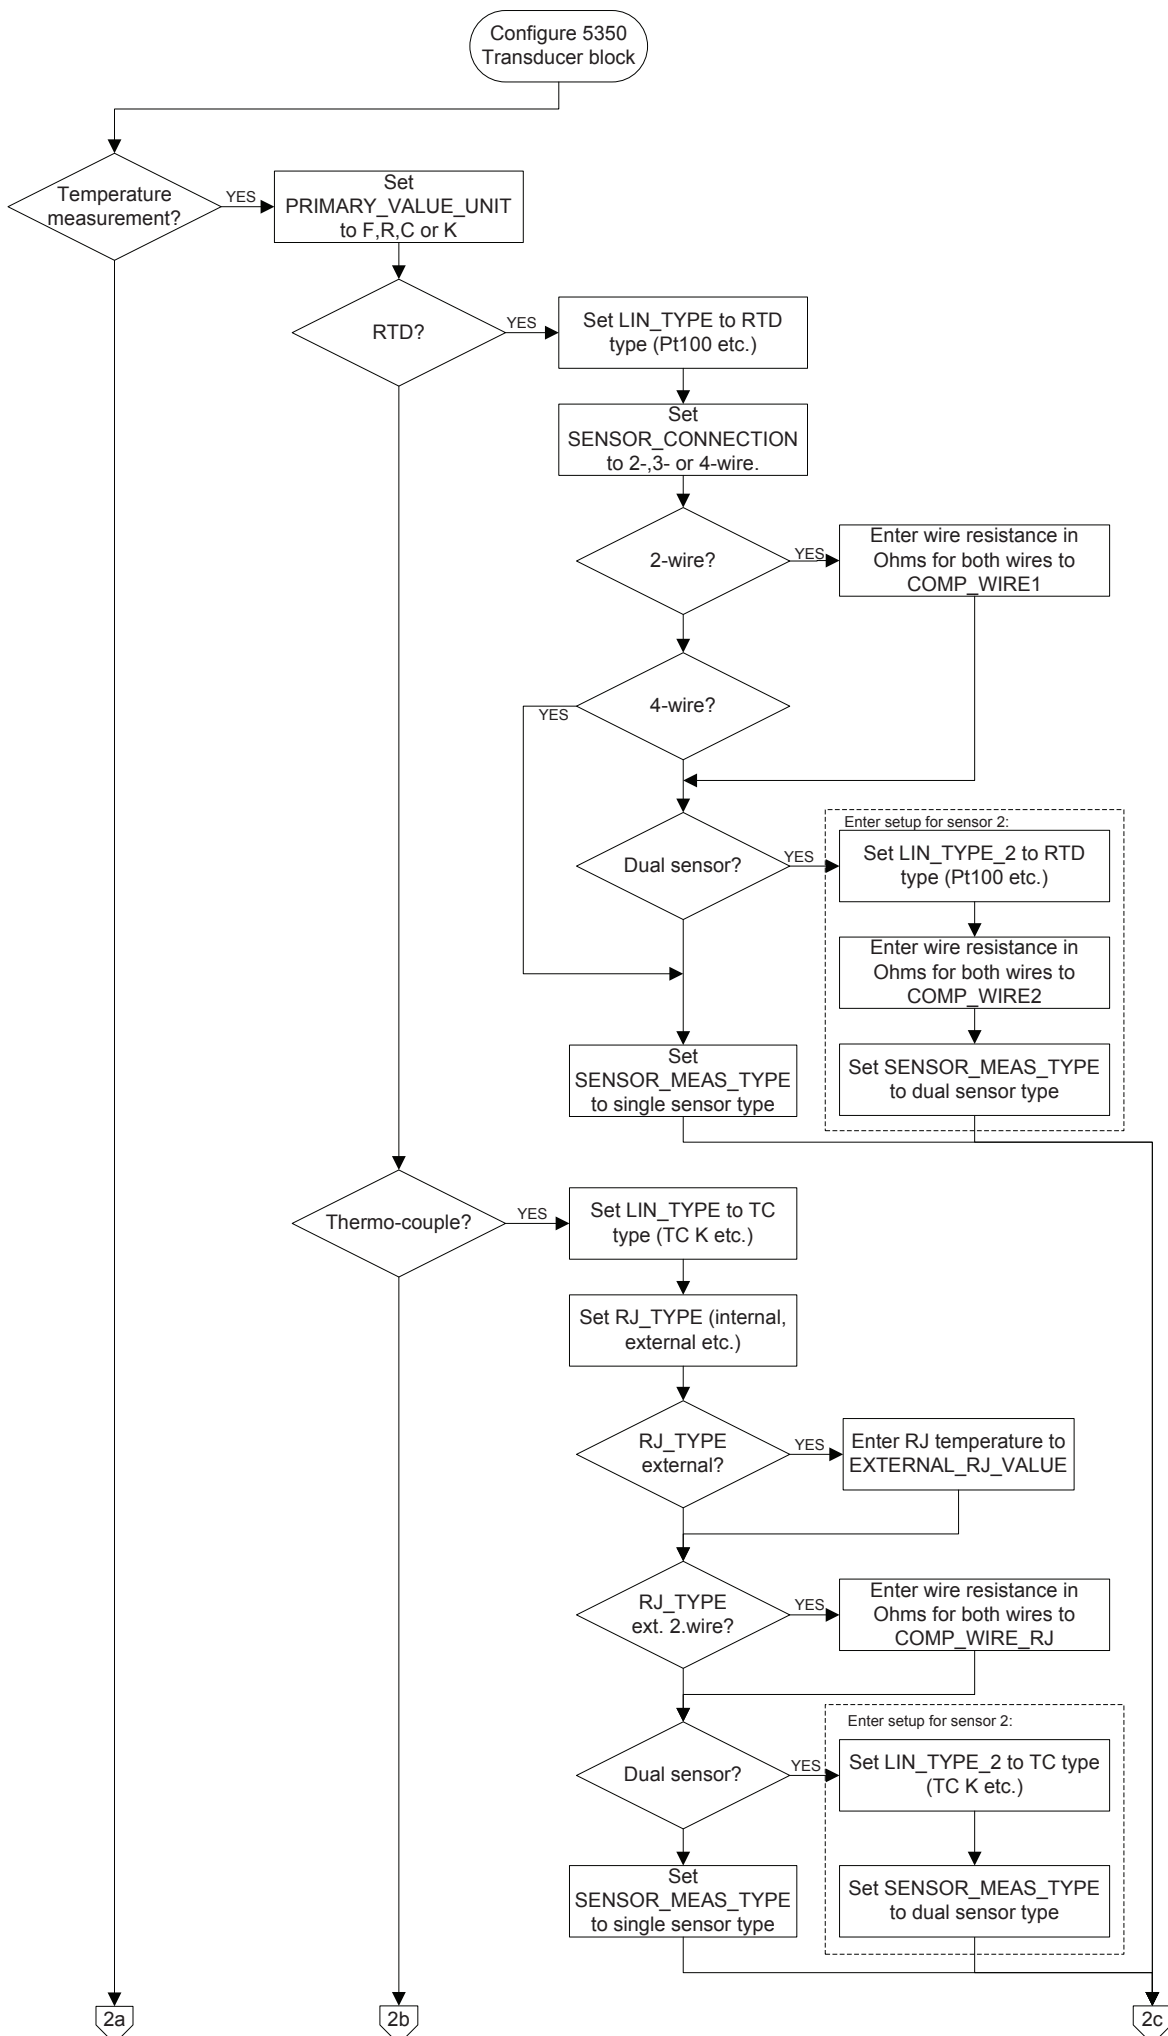 Configure 5350
Transducer block
Temperature
measurement?
YES
Set
PRIMARY_VALUE_UNIT
to F,R,C or K
RTD?
YES
Set LIN_TYPE to RTD
type (Pt100 etc.)
Set
SENSOR_CONNECTION
to 2-,3- or 4-wire.
2-wire?
YES
Enter wire resistance in
Ohms for both wires to
COMP_WIRE1
4-wire?
YES
Dual sensor?
YES
Enter setup for sensor 2:
Set LIN_TYPE_2 to RTD
type (Pt100 etc.)
Enter wire resistance in
Ohms for both wires to
COMP_WIRE2
Set
SENSOR_MEAS_TYPE
to single sensor type
Set SENSOR_MEAS_TYPE
to dual sensor type
Thermo-couple?
YES
Set LIN_TYPE to TC
type (TC K etc.)
Set RJ_TYPE (internal,
external etc.)
RJ_TYPE
external?
YES
Enter RJ temperature to
EXTERNAL_RJ_VALUE
RJ_TYPE
ext. 2.wire?
YES
Enter wire resistance in
Ohms for both wires to
COMP_WIRE_RJ
Dual sensor?
YES
Enter setup for sensor 2:
Set LIN_TYPE_2 to TC type
(TC K etc.)
Set
SENSOR_MEAS_TYPE
to single sensor type
Set SENSOR_MEAS_TYPE
to dual sensor type
2a
2b
2c